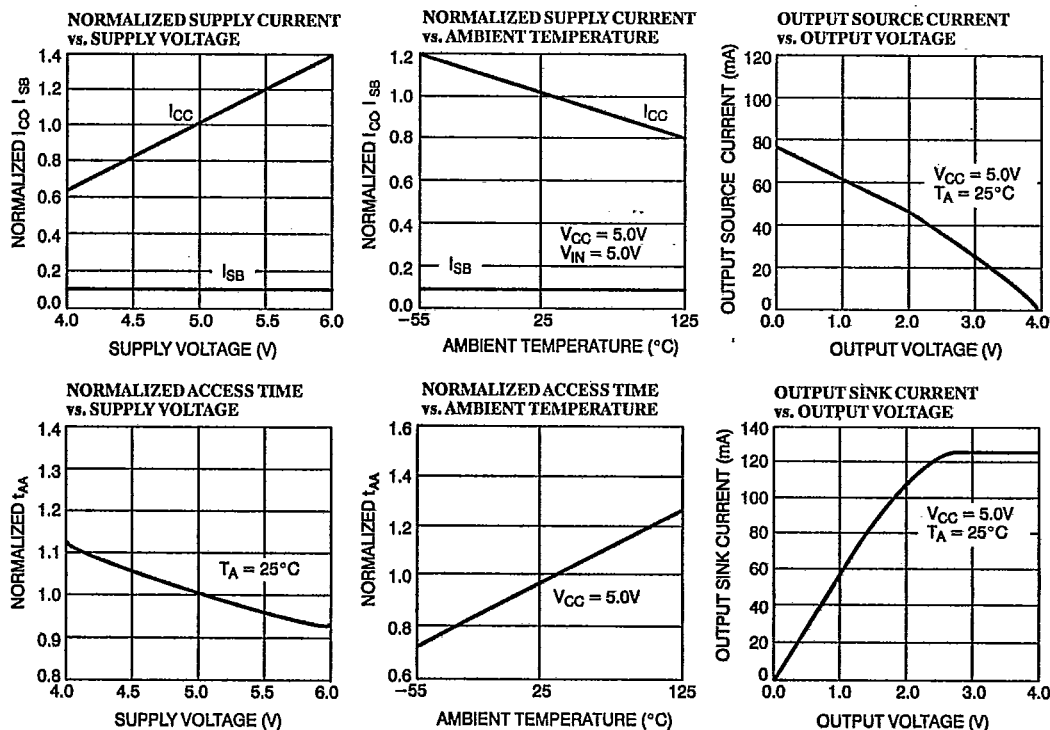 NORMALIZED SUPPLY CURRENT
vs. SUPPLY VOLTAGE
1.4
1.2
1.0
0.8
0.6
0.4
0.2
0.0
NORMALIZED ICO, ISB
ICC
ISB
4.0 4.5 5.0 5.5 6.0
SUPPLY VOLTAGE (V)
NORMALIZED SUPPLY CURRENT
vs. AMBIENT TEMPERATURE
1.2
1.0
0.8
0.6
0.4
0.2
0.0
NORMALIZED ICO, ISB
ICC
VCC = 5.0V
VIN = 5.0V
ISB
−55 25 125
AMBIENT TEMPERATURE (°C)
OUTPUT SOURCE CURRENT
vs. OUTPUT VOLTAGE
120
100
80
60
40
20
0
OUTPUT SOURCE CURRENT (mA)
VCC = 5.0V
TA = 25°C
0.0 1.0 2.0 3.0 4.0
OUTPUT VOLTAGE (V)
NORMALIZED ACCESS TIME
vs. SUPPLY VOLTAGE
1.4
1.3
1.2
1.1
1.0
0.9
0.8
NORMALIZED tAA
TA = 25°C
4.0 4.5 5.0 5.5 6.0
SUPPLY VOLTAGE (V)
NORMALIZED ACCESS TIME
vs. AMBIENT TEMPERATURE
1.6
1.4
1.2
1.0
0.8
0.6
NORMALIZED tAA
VCC = 5.0V
−55 25 125
AMBIENT TEMPERATURE (°C)
OUTPUT SINK CURRENT
vs. OUTPUT VOLTAGE
140
120
100
80
60
40
20
0
OUTPUT SINK CURRENT (mA)
VCC = 5.0V
TA = 25°C
0.0 1.0 2.0 3.0 4.0
OUTPUT VOLTAGE (V)